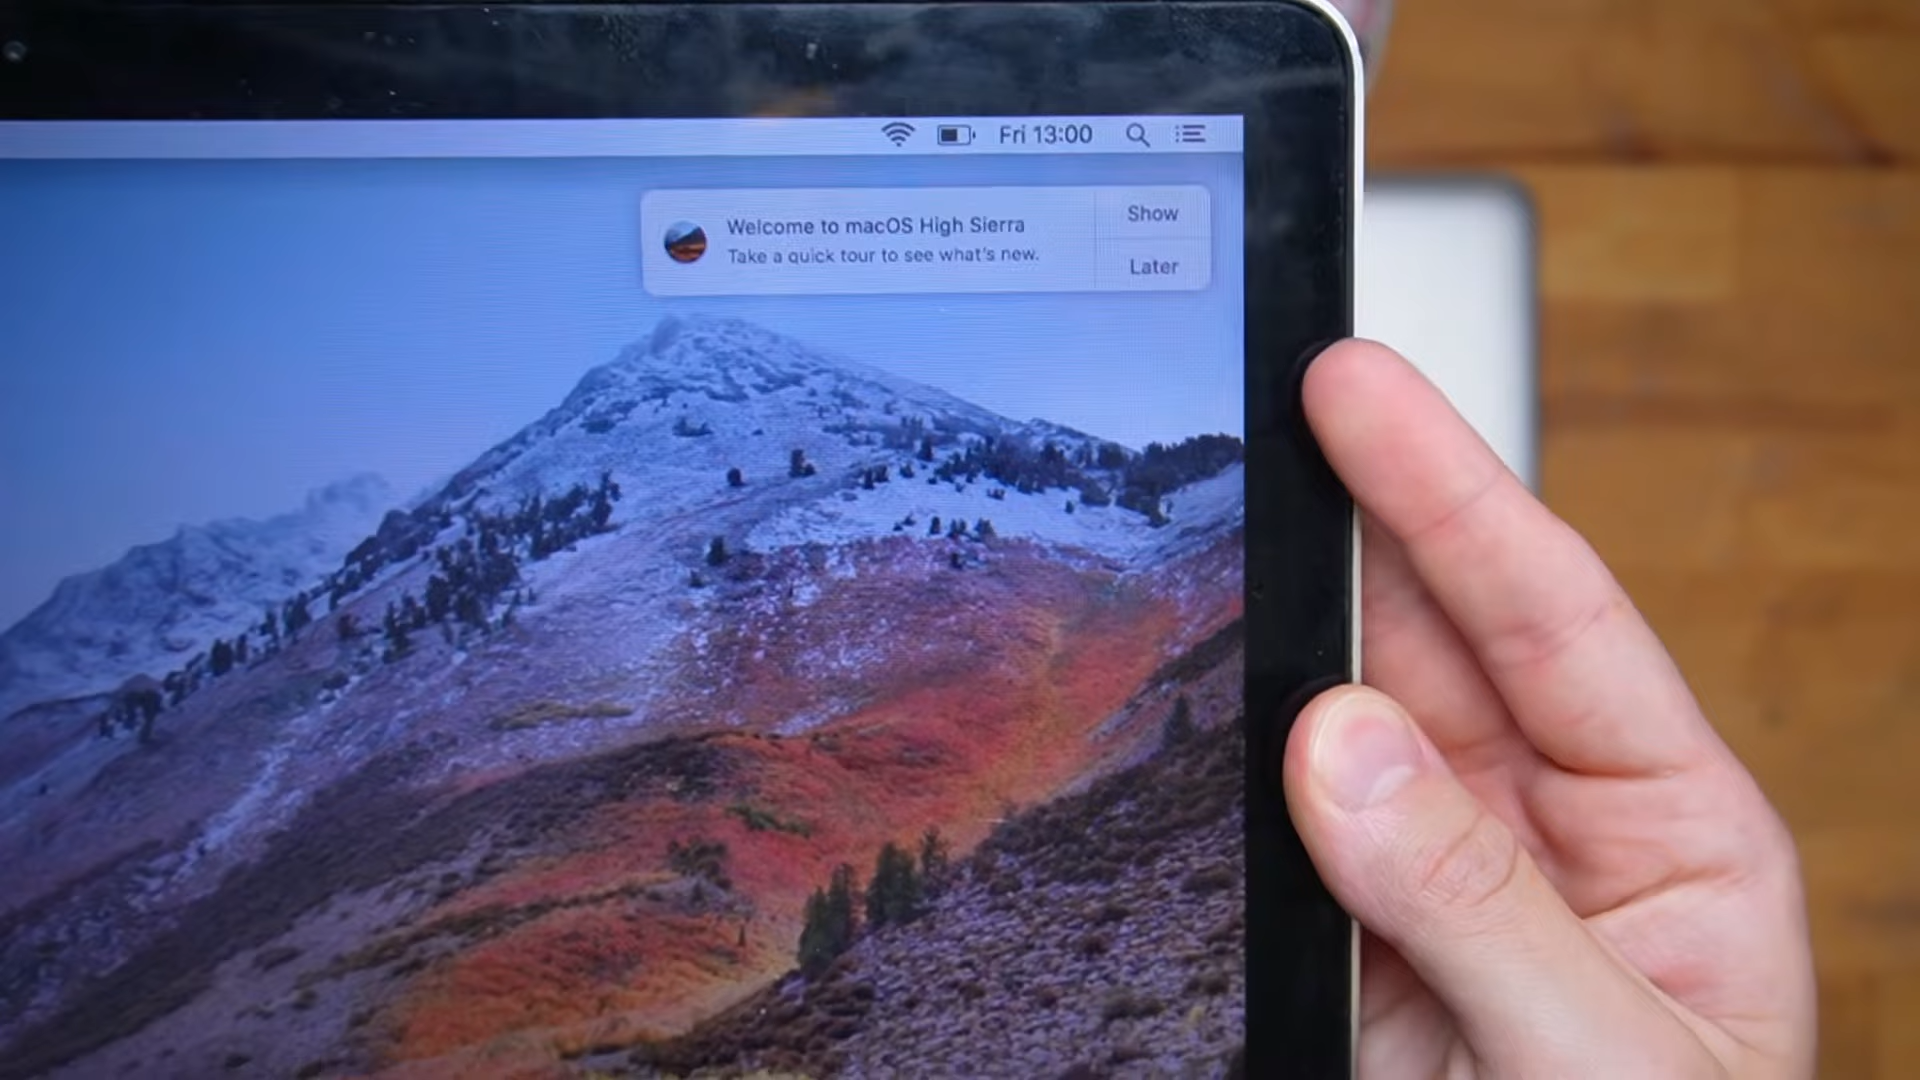 Fri 13:00
Welcome to macOS High Sierra
Take a quick tour to see what's new.
Show
Later